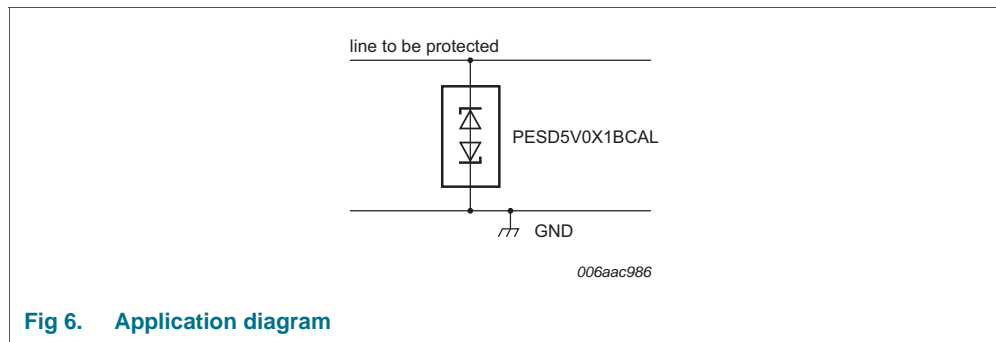 line to be protected
PESD5V0X1BCAL
GND
006aac986
Fig 6. Application diagram